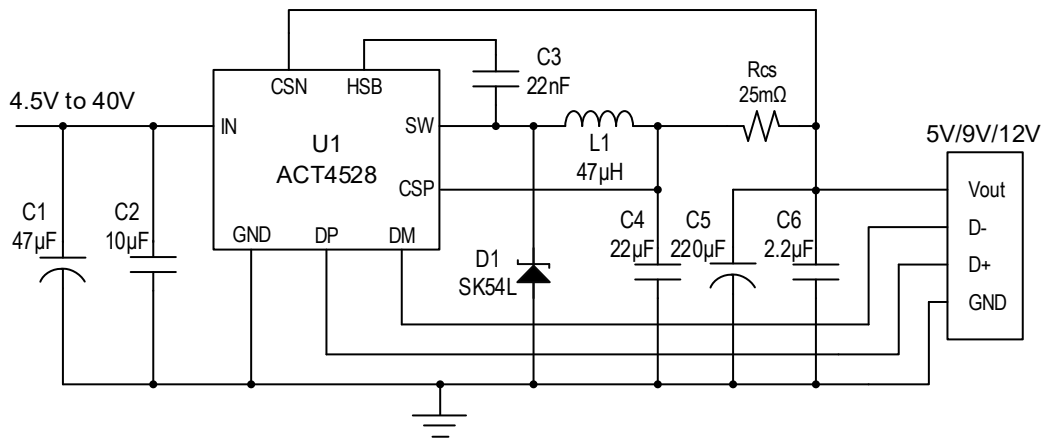 CSN
HSB
C3
22nF
Rcs
25mΩ
4.5V to 40V
IN
SW
U1
ACT4528
L1
47µH
5V/9V/12V
CSP
Vout
C1
47µF
C2
10µF
GND
DP
DM
C4
22µF
C5
220µF
C6
2.2µF
D-
D1
SK54L
D+
GND